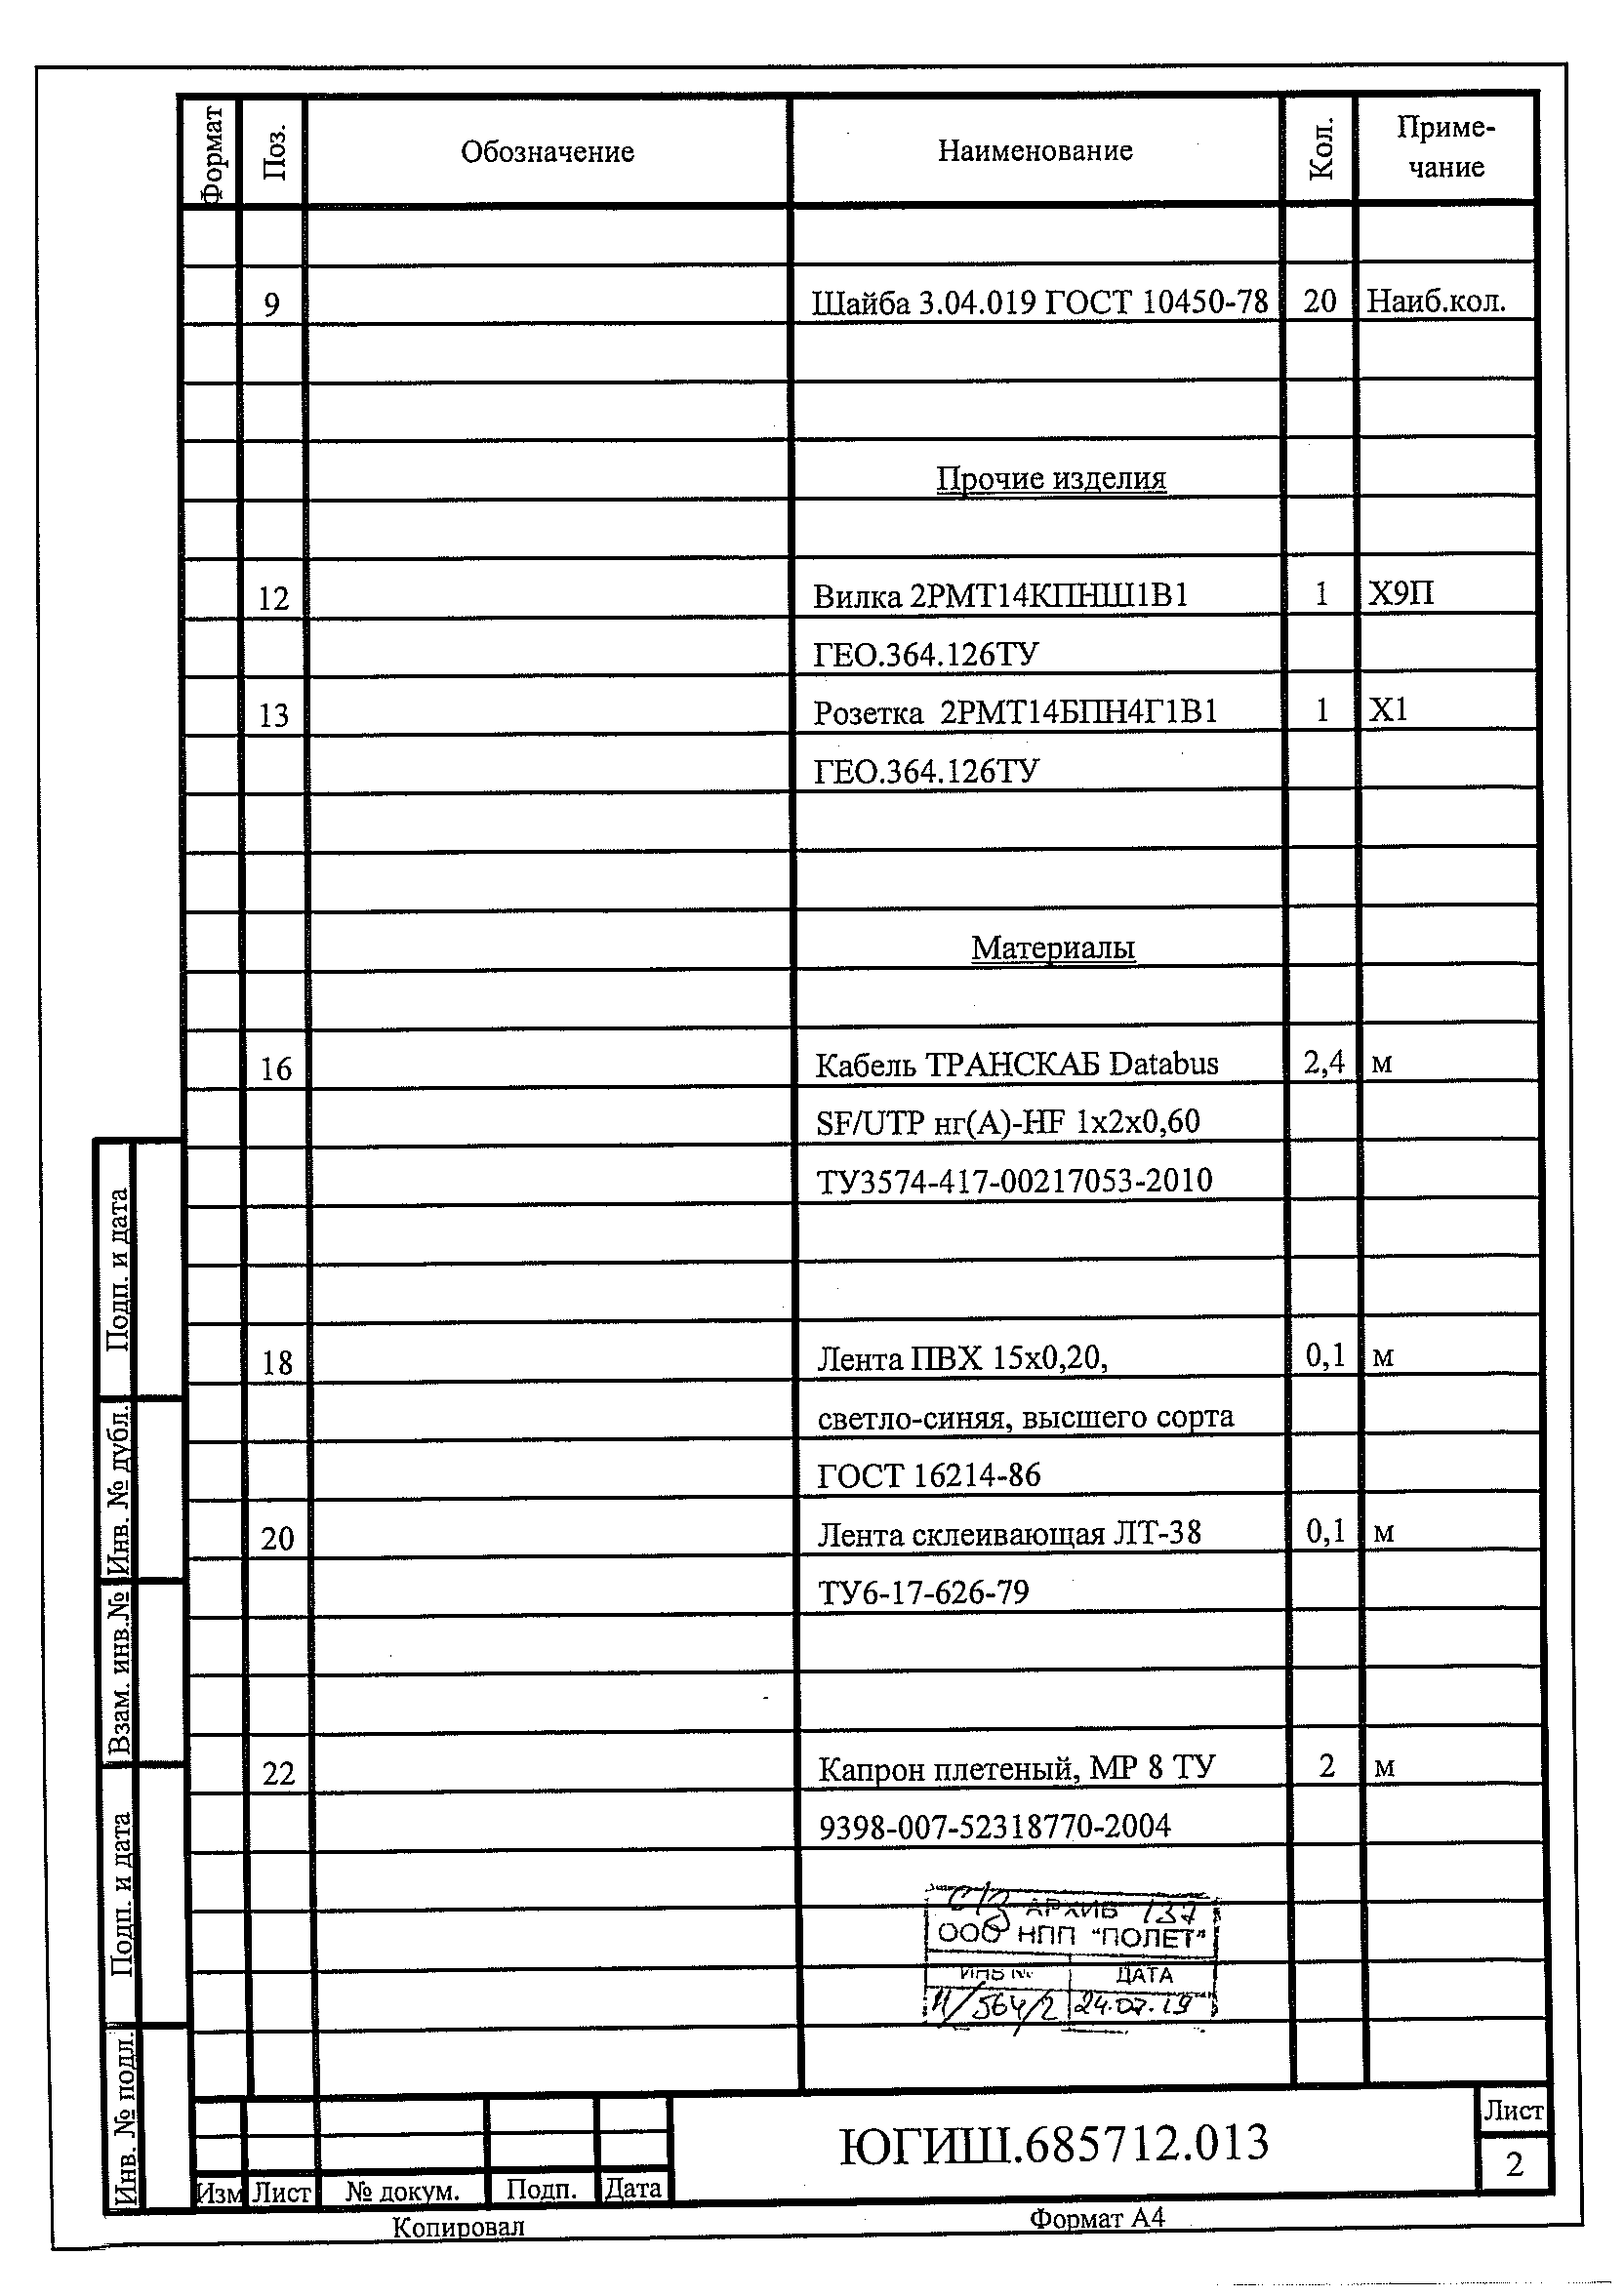 Формат
Поз.
Обозначение
Наименование
Кол.
Приме-
чание
9 Шайба 3.04.019 ГОСТ 10450-78 20 Наиб.кол.
Прочие изделия
12 Вилка 2РМТ14КПНШ1В1 1 Х9П
ГЕО.364.126ТУ
13 Розетка 2РМТ14БПН4Г1В1 1 Х1
ГЕО.364.126ТУ
Материалы
16 Кабель ТРАНСКАБ Databus 2,4 м
SF/UTP нг(А)-HF 1х2х0,60
ТУ3574-417-00217053-2010
18 Лента ПВХ 15х0,20, 0,1 м
светло-синяя, высшего сорта
ГОСТ 16214-86
20 Лента склеивающая ЛТ-38 0,1 м
ТУ6-17-626-79
22 Капрон плетеный, МР 8 ТУ 2 м
9398-007-52318770-2004
АРХИВ 137
ООО НПП "ПОЛЕТ"
ИНВ № ДАТА
/564/2 24.07.19
Подп. и дата
Инв. № дубл.
Взам. инв.№
Подп. и дата
Инв. № подл.
Изм Лист № докум. Подп. Дата
ЮГИШ.685712.013
Лист
2
Копировал
Формат А4